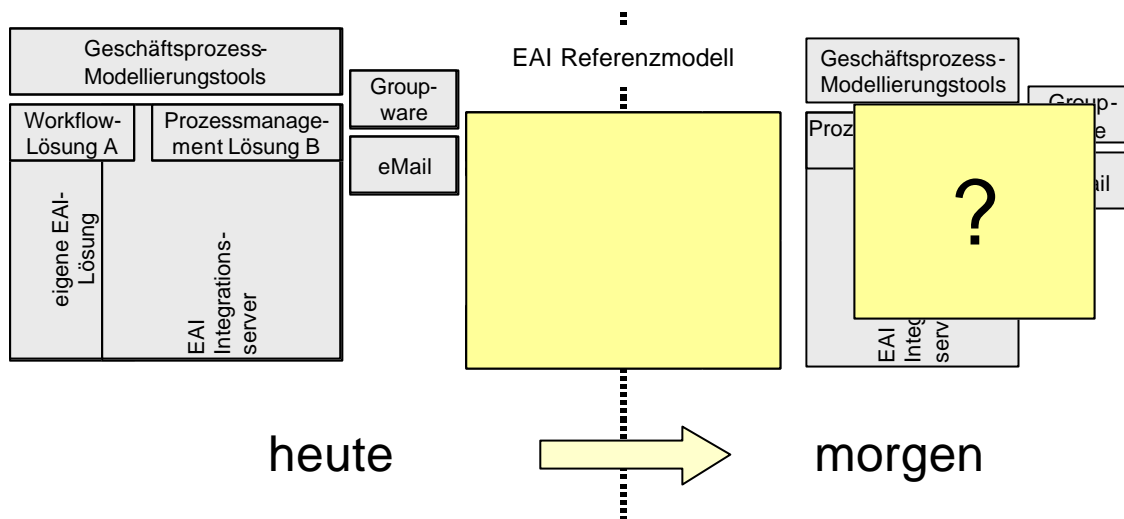 Geschäftsprozess-
Modellierungstools
Workflow-
Lösung A
Prozessmanage-
ment Lösung B
Group-
ware
eMail
eigene EAI-
Lösung
EAI
Integrations-
server
EAI Referenzmodell
Geschäftsprozess-
Modellierungstools
Proz
Group-
e
ail
?
EAI
Integ
serv
heute
morgen